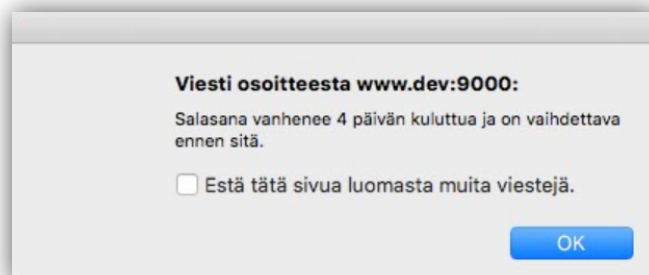 Viesti osoitteesta www.dev:9000:
Salasana vanhenee 4 päivän kuluttua ja on vaihdettava
ennen sitä.
Estä tätä sivua luomasta muita viestejä.
OK